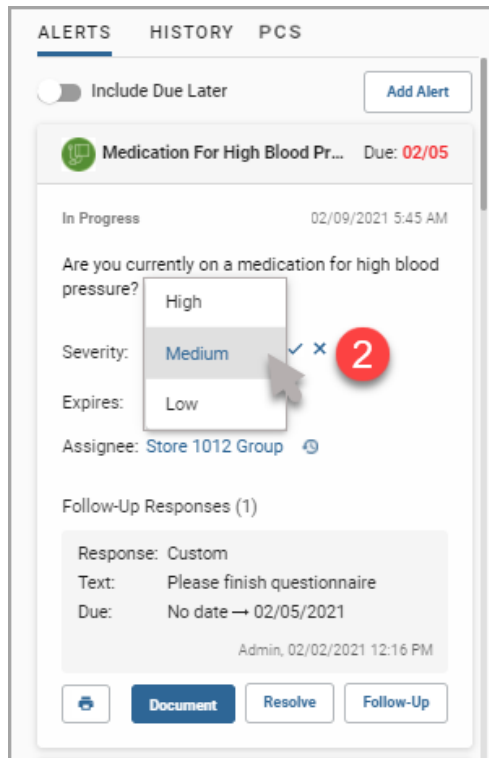 ALERTS HISTORY PCS
Include Due Later Add Alert
Medication For High Blood Pr... Due: 02/05
In Progress 02/09/2021 5:45 AM
Are you currently on a medication for high blood
pressure?
High
Severity: Medium 2
Expires: Low
Assignee: Store 1012 Group
Follow-Up Responses (1)
Response: Custom
Text: Please finish questionnaire
Due: No date → 02/05/2021
Admin, 02/02/2021 12:16 PM
Document Resolve Follow-Up